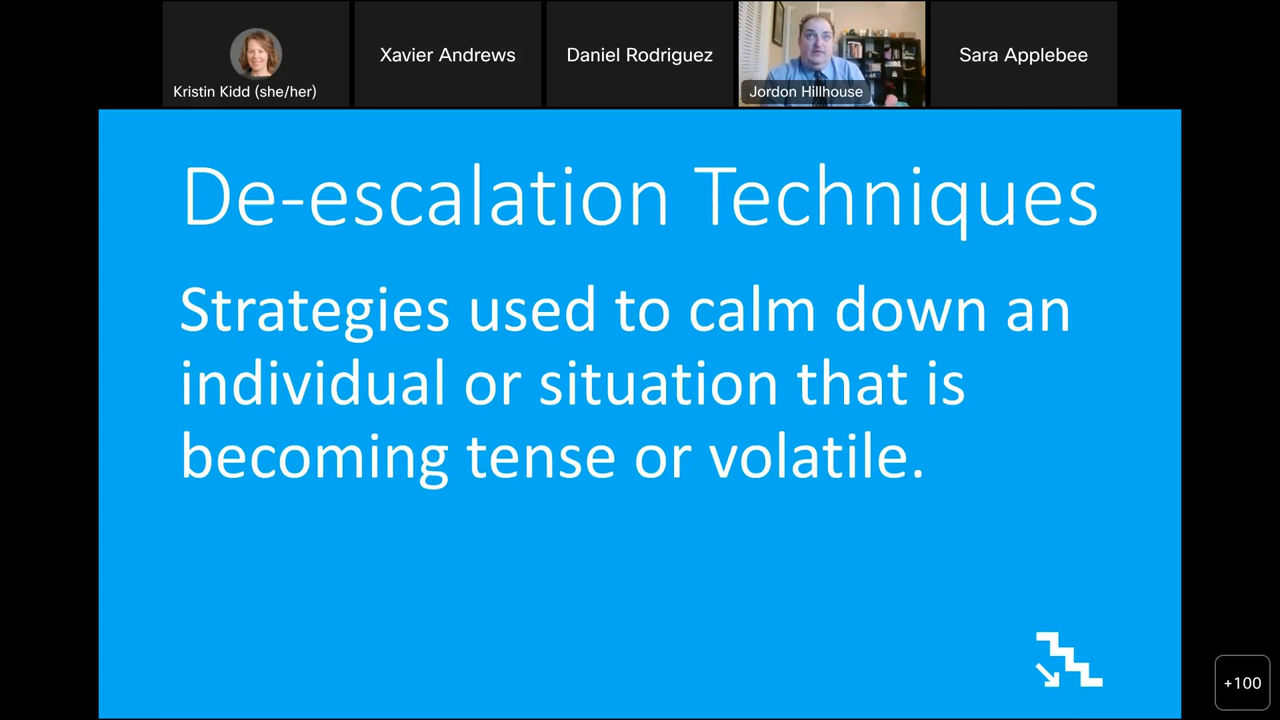 Kristin Kidd (she/her)
Xavier Andrews
Daniel Rodriguez
Jordon Hillhouse
Sara Applebee
De-escalation Techniques
Strategies used to calm down an
individual or situation that is
becoming tense or volatile.
+100